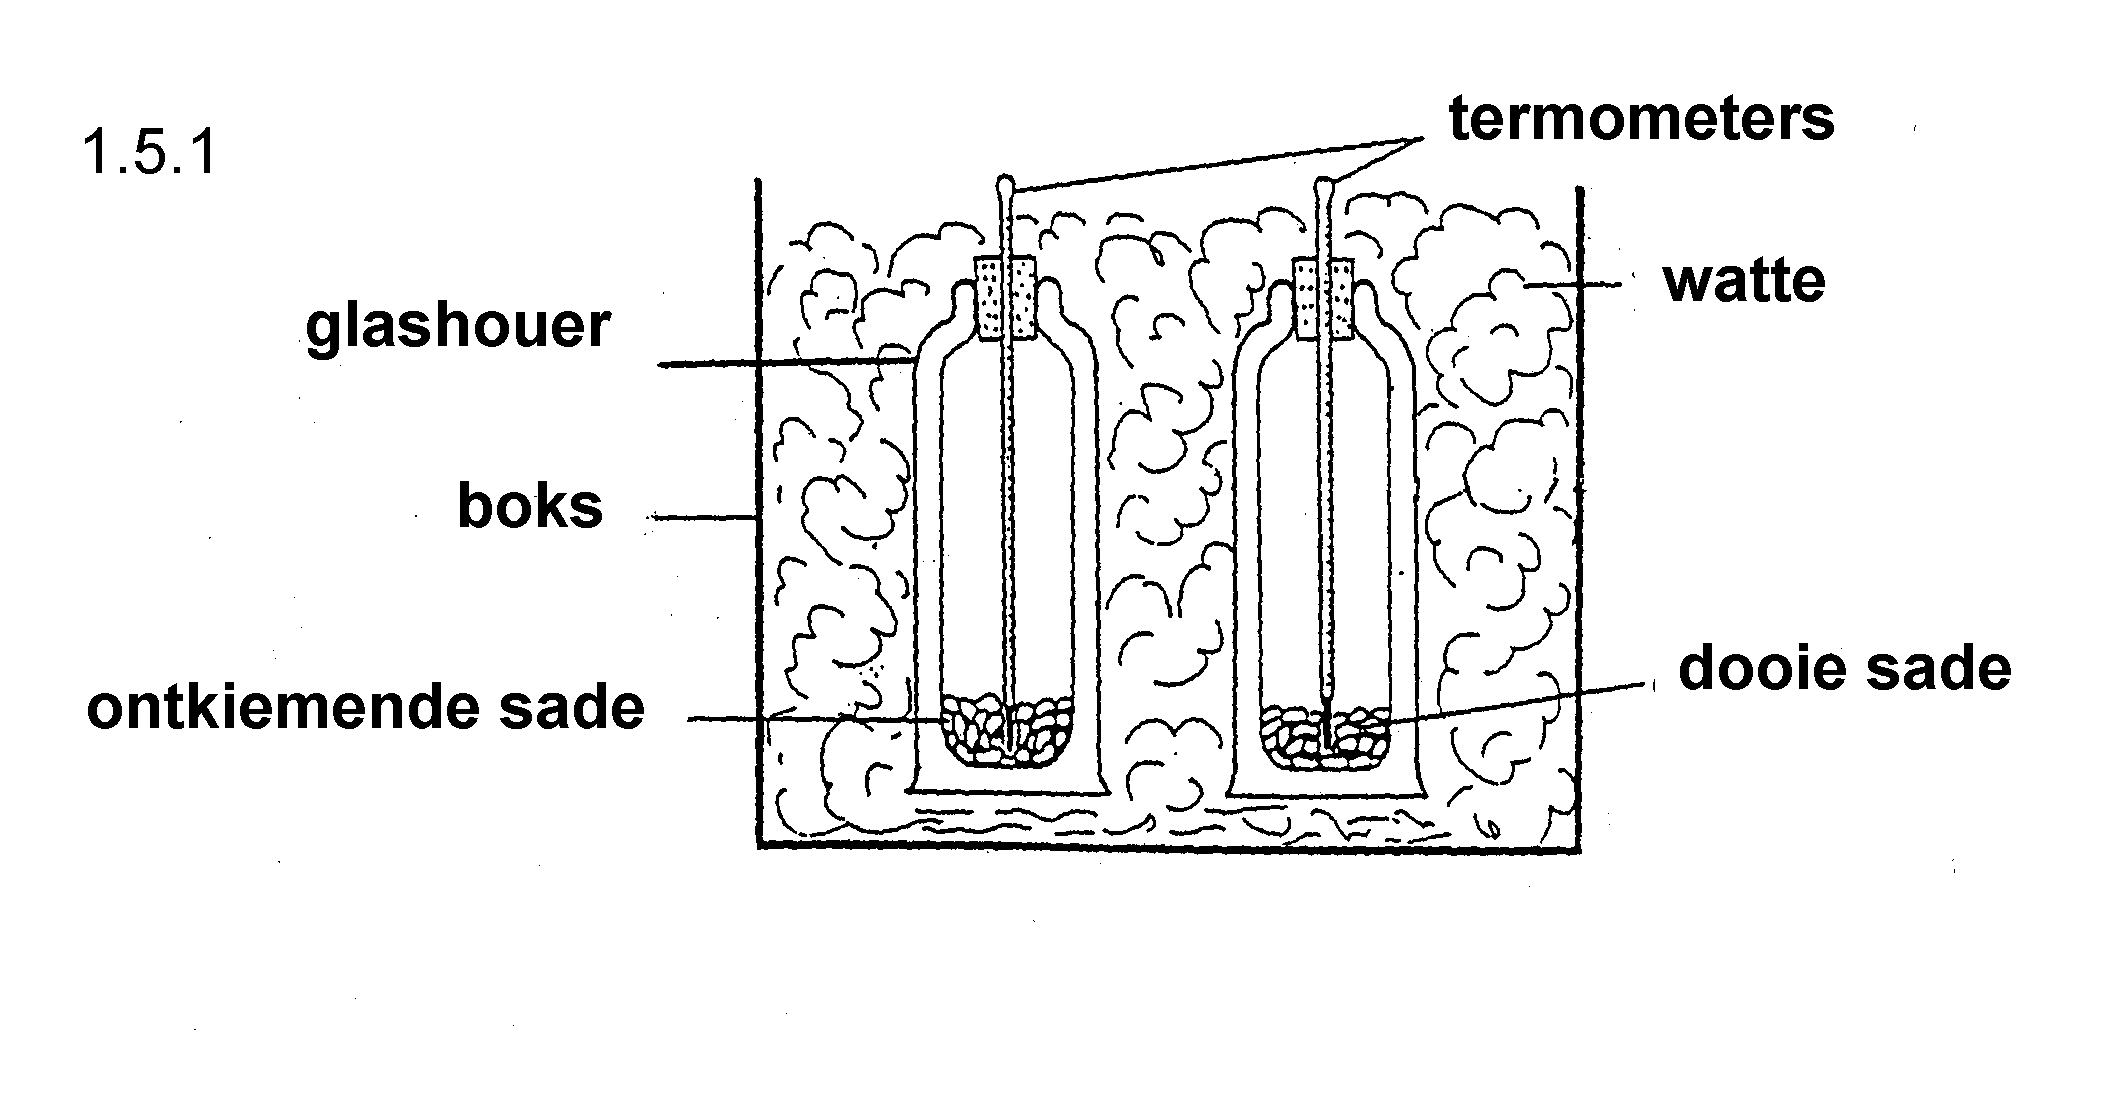 1.5.1
termometers
watte
glashouer
boks
dooie sade
ontkiemende sade